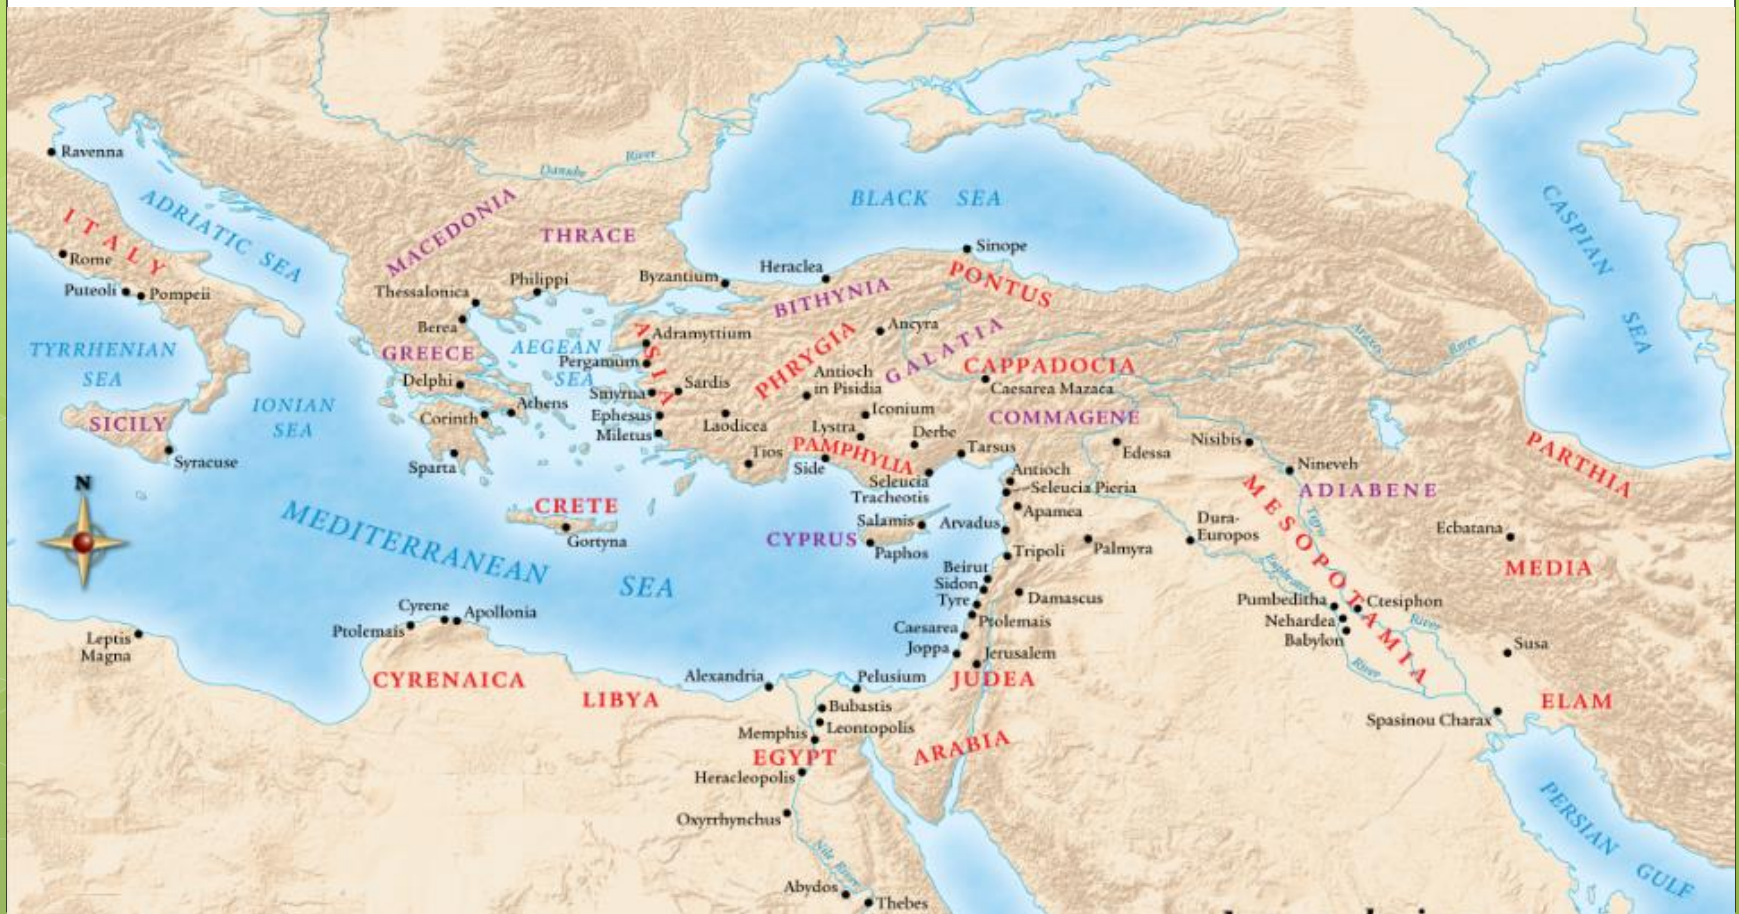 Danube
River
Ravenna
ADRIATIC SEA
ITALY
Rome
Puteoli
Pompeii
TYRRHENIAN
SEA
SICILY
Syracuse
IONIAN
SEA
MACEDONIA
THRACE
BLACK SEA
CASPIAN SEA
Sinope
Byzantium
Heraclea
PONTUS
BITHYNIA
Philippi
Thessalonica
Berea
GREECE
Delphi
Corinth
Athens
Sparta
AEGEAN
SEA
ASIA
Adramyttium
Pergamum
Smyrna
Sardis
Ephesus
Miletus
Laodicea
Tios
PHRYGIA
Ancyra
GALATIA
Antioch
in Pisidia
Iconium
Lystra
Derbe
PAMPHYLIA
Side
Seleucia
Tracheotis
Tarsus
CAPPADOCIA
Caesarea Mazaca
COMMAGENE
River
Edessa
Nisibis
Nineveh
ADIABENE
PARTHIA
MESOPOTAMIA
Antioch
Seleucia Pieria
Apamea
Arvadus
Salamis
CYPRUS
Paphos
Tripoli
Palmyra
Dura-
Europos
Ecbatana
MEDIA
N
CRETE
Gortyna
MEDITERRANEAN SEA
Beirut
Sidon
Tyre
Damascus
Ptolemais
Caesarea
Joppa
Jerusalem
JUDEA
Pumbeditha
Ctesiphon
Nehardea
Babylon
River
River
Susa
ELAM
Spasinou Charax
Cyrene
Apollonia
Ptolemais
Leptis
Magna
CYRENAICA
LIBYA
Alexandria
Pelusium
Bubastis
Leontopolis
Memphis
EGYPT
ARABIA
Heracleopolis
Oxyrrhynchus
Nile River
Abydos
Thebes
PERSIAN GULF